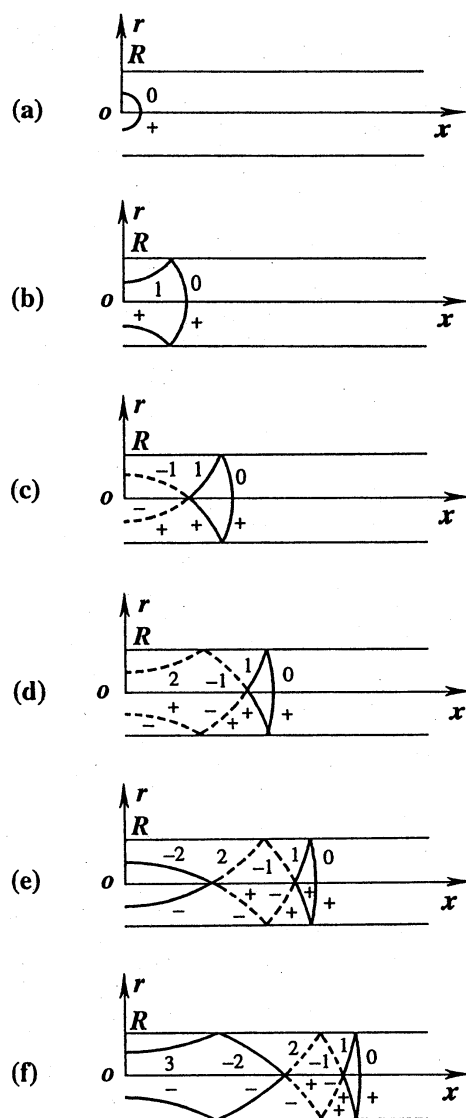 r
R
(a)
0
o
+
x
r
R
(b)
1
0
o
+
+
x
r
R
(c)
-1
1
0
o
-
+
+
+
x
r
R
(d)
2
-1
1
0
o
-
+
-
+
+
+
x
r
R
(e)
-2
2
-1
1
0
o
-
-
+
-
+
+
+
x
r
R
(f)
3
-2
2
-1
1
0
o
-
-
-
+
-
+
+
+
x